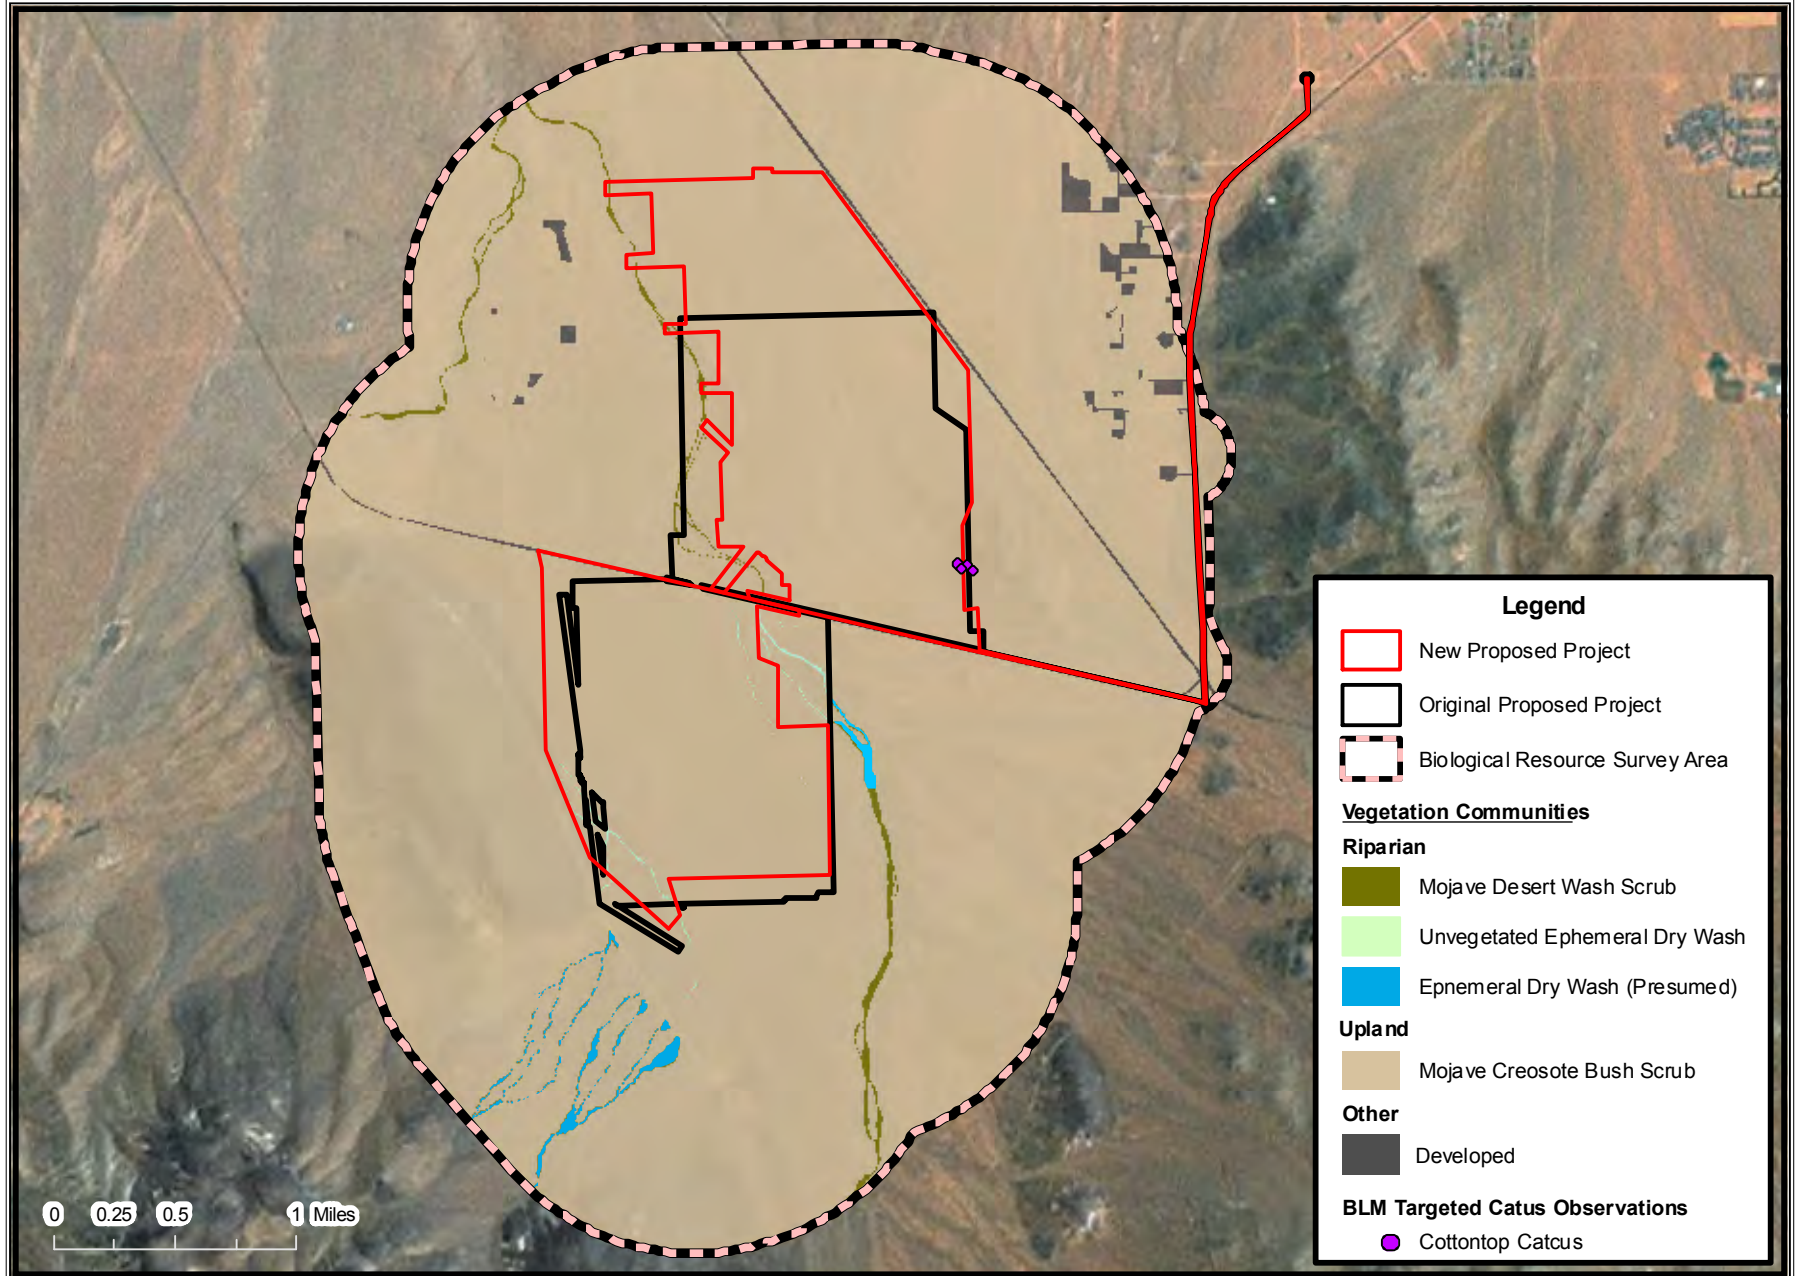 Legend
New Proposed Project
Original Proposed Project
Biological Resource Survey Area
Vegetation Communities
Riparian
Mojave Desert Wash Scrub
Unvegetated Ephemeral Dry Wash
Epnemeral Dry Wash (Presumed)
Upland
Mojave Creosote Bush Scrub
Other
Developed
BLM Targeted Catus Observations
Cottontop Catcus
0 0.25 0.5 1 Miles